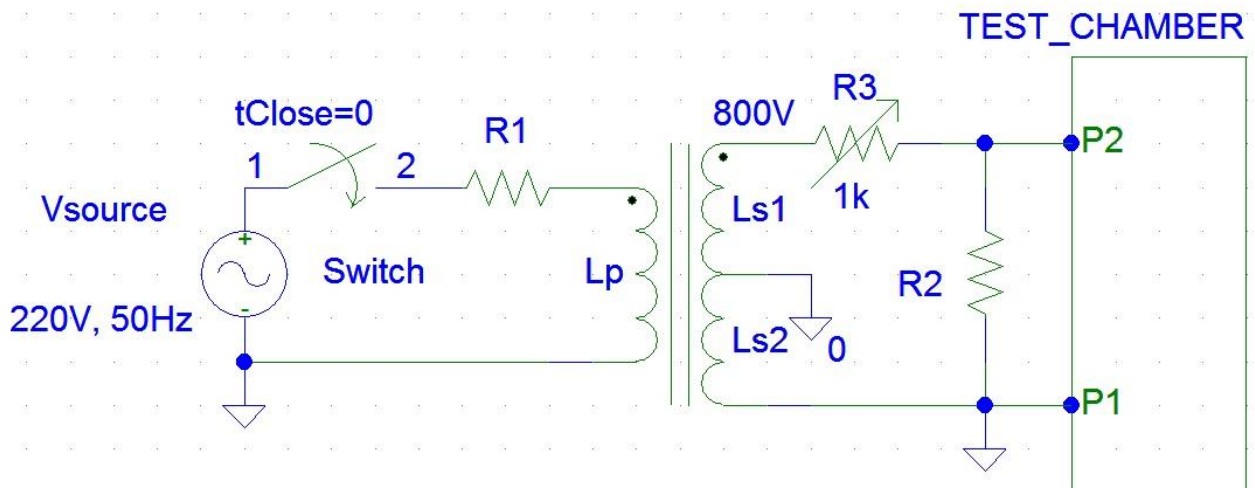 TEST_CHAMBER
tClose=0
R1
800V
R3
1
2
P2
Vsource
1k
Ls1
Switch
Lp
R2
220V, 50Hz
Ls2
0
P1